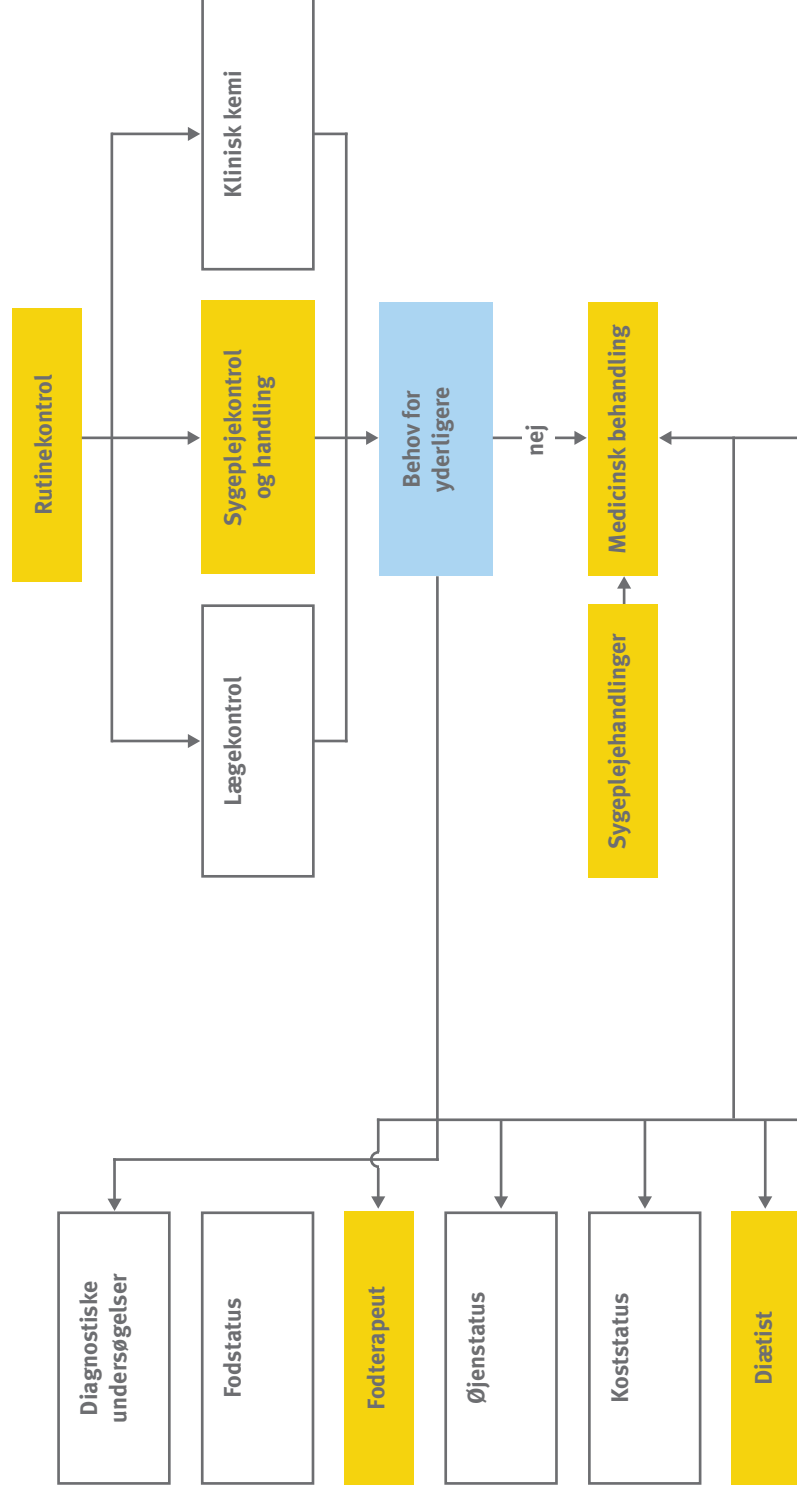 Rutinekontrol
Lægekontrol
Sygeplejekontrol
og handling
Klinisk kemi
Behov for
yderligere
nej
Sygeplejehandlinger
Medicinsk behandling
Diagnostiske
undersøgelser
Fodstatus
Fodterapeut
Øjenstatus
Koststatus
Diætist